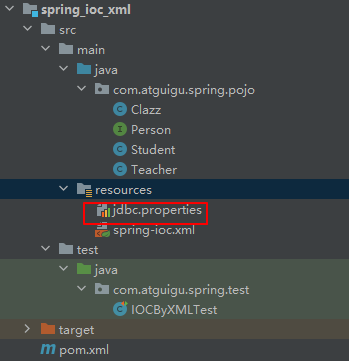 spring_ioc_xml
src
main
java
com.atguigu.spring.pojo
Clazz
Person
Student
Teacher
resources
jdbc.properties
spring-ioc.xml
test
java
com.atguigu.spring.test
IOCByXMLTest
target
pom.xml